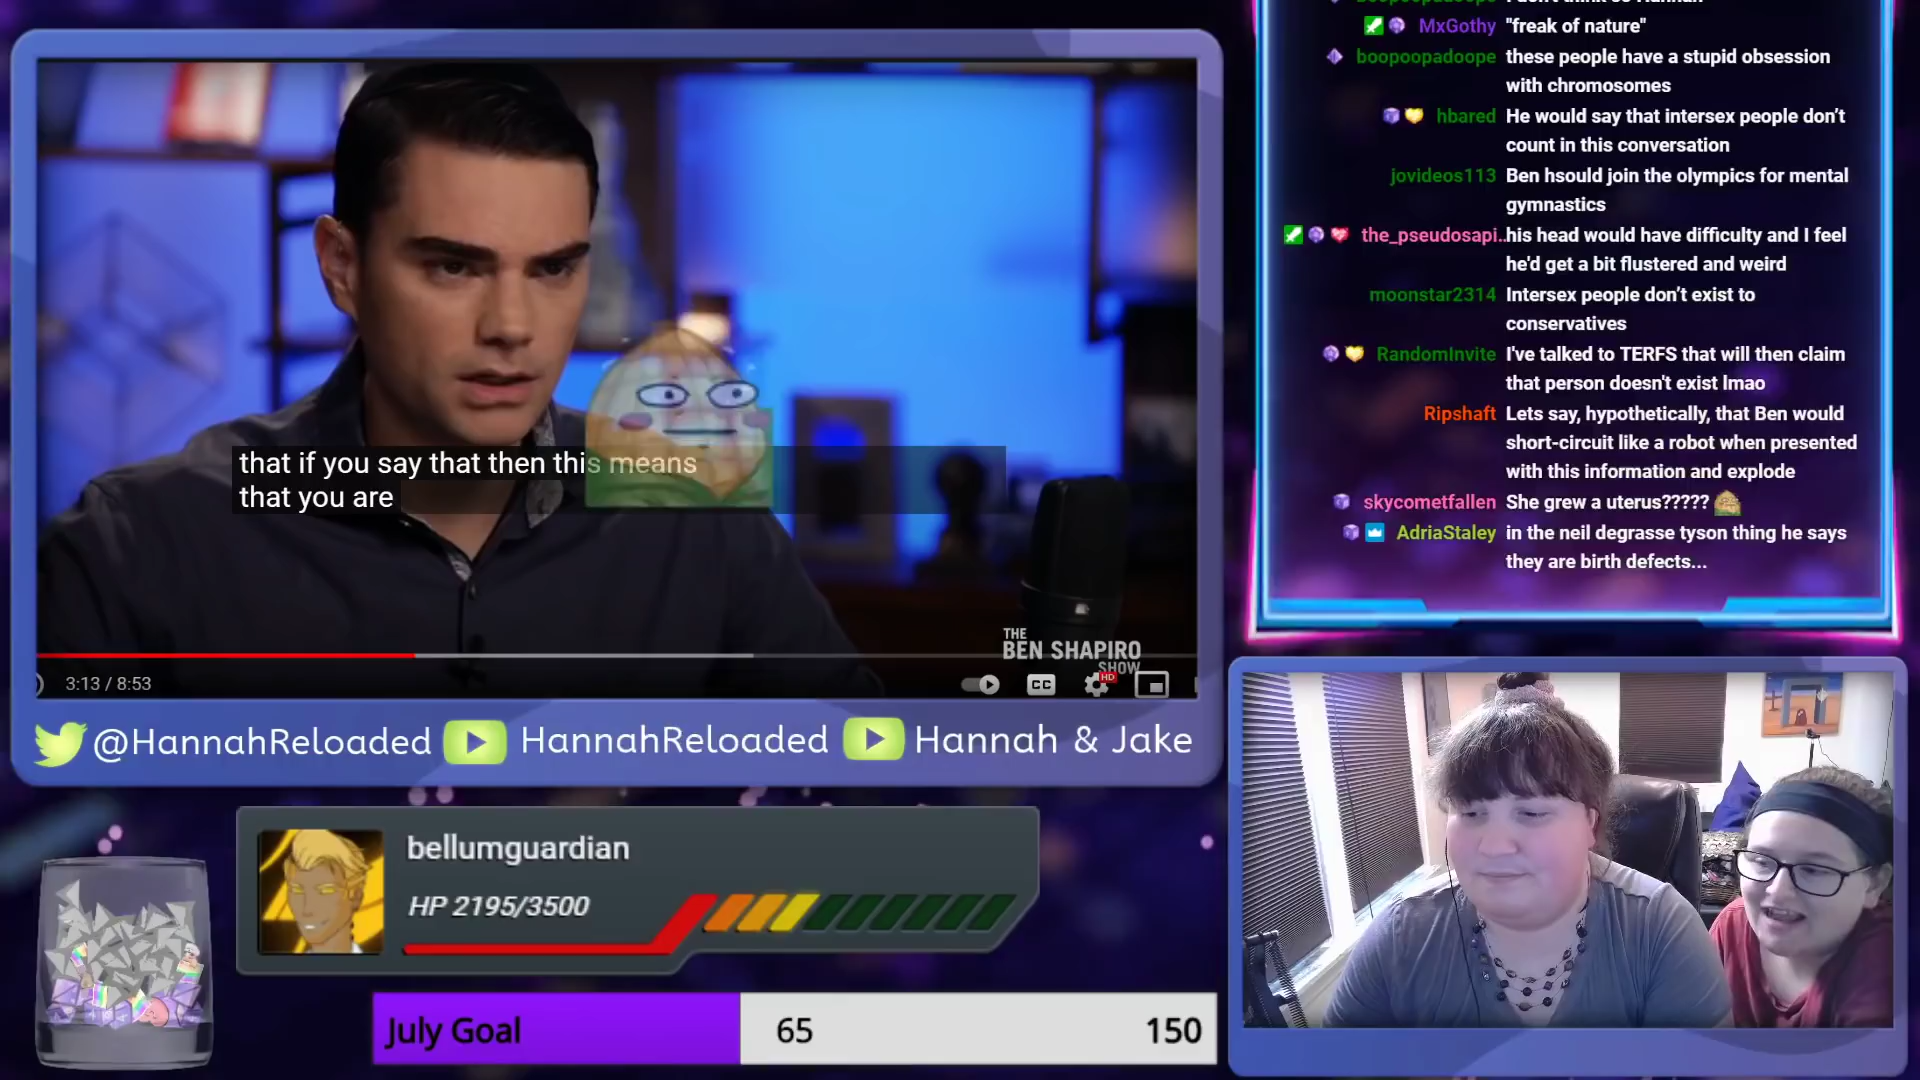 that if you say that then this means
that you are
THE
BEN SHAPIRO
SHOW
3:13 / 8:53
CC
HD
@HannahReloaded
HannahReloaded
Hannah & Jake
bellumguardian
HP 2195/3500
July Goal
65
150
MxGothy "freak of nature"
boopoopadoope these people have a stupid obsession
with chromosomes
hbared He would say that intersex people don't
count in this conversation
jovideos113 Ben hsould join the olympics for mental
gymnastics
the_pseudosapi.. his head would have difficulty and I feel
he'd get a bit flustered and weird
moonstar2314 Intersex people don't exist to
conservatives
RandomInvite I've talked to TERFS that will then claim
that person doesn't exist lmao
Ripshaft Lets say, hypothetically, that Ben would
short-circuit like a robot when presented
with this information and explode
skycometfallen She grew a uterus?????
AdriaStaley in the neil degrasse tyson thing he says
they are birth defects...